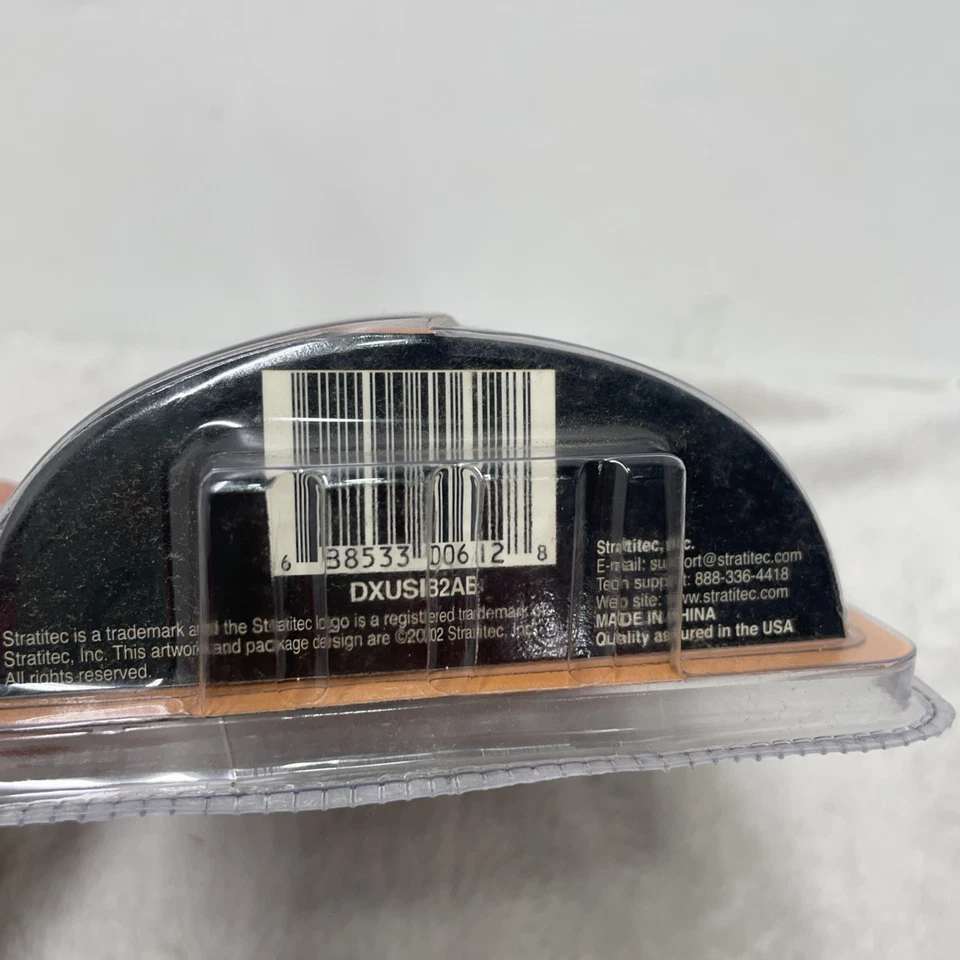 6 38533 00612 8
DXUSB2AB
Stratitec is a trademark and the Stratitec logo is a registered trademark of
Stratitec, Inc. This artwork and package design are ©2002 Stratitec, Inc.
All rights reserved.
Stratitec, Inc.
E-mail: support@stratitec.com
Tech support: 888-336-4418
Web site: www.stratitec.com
MADE IN CHINA
Quality assured in the USA